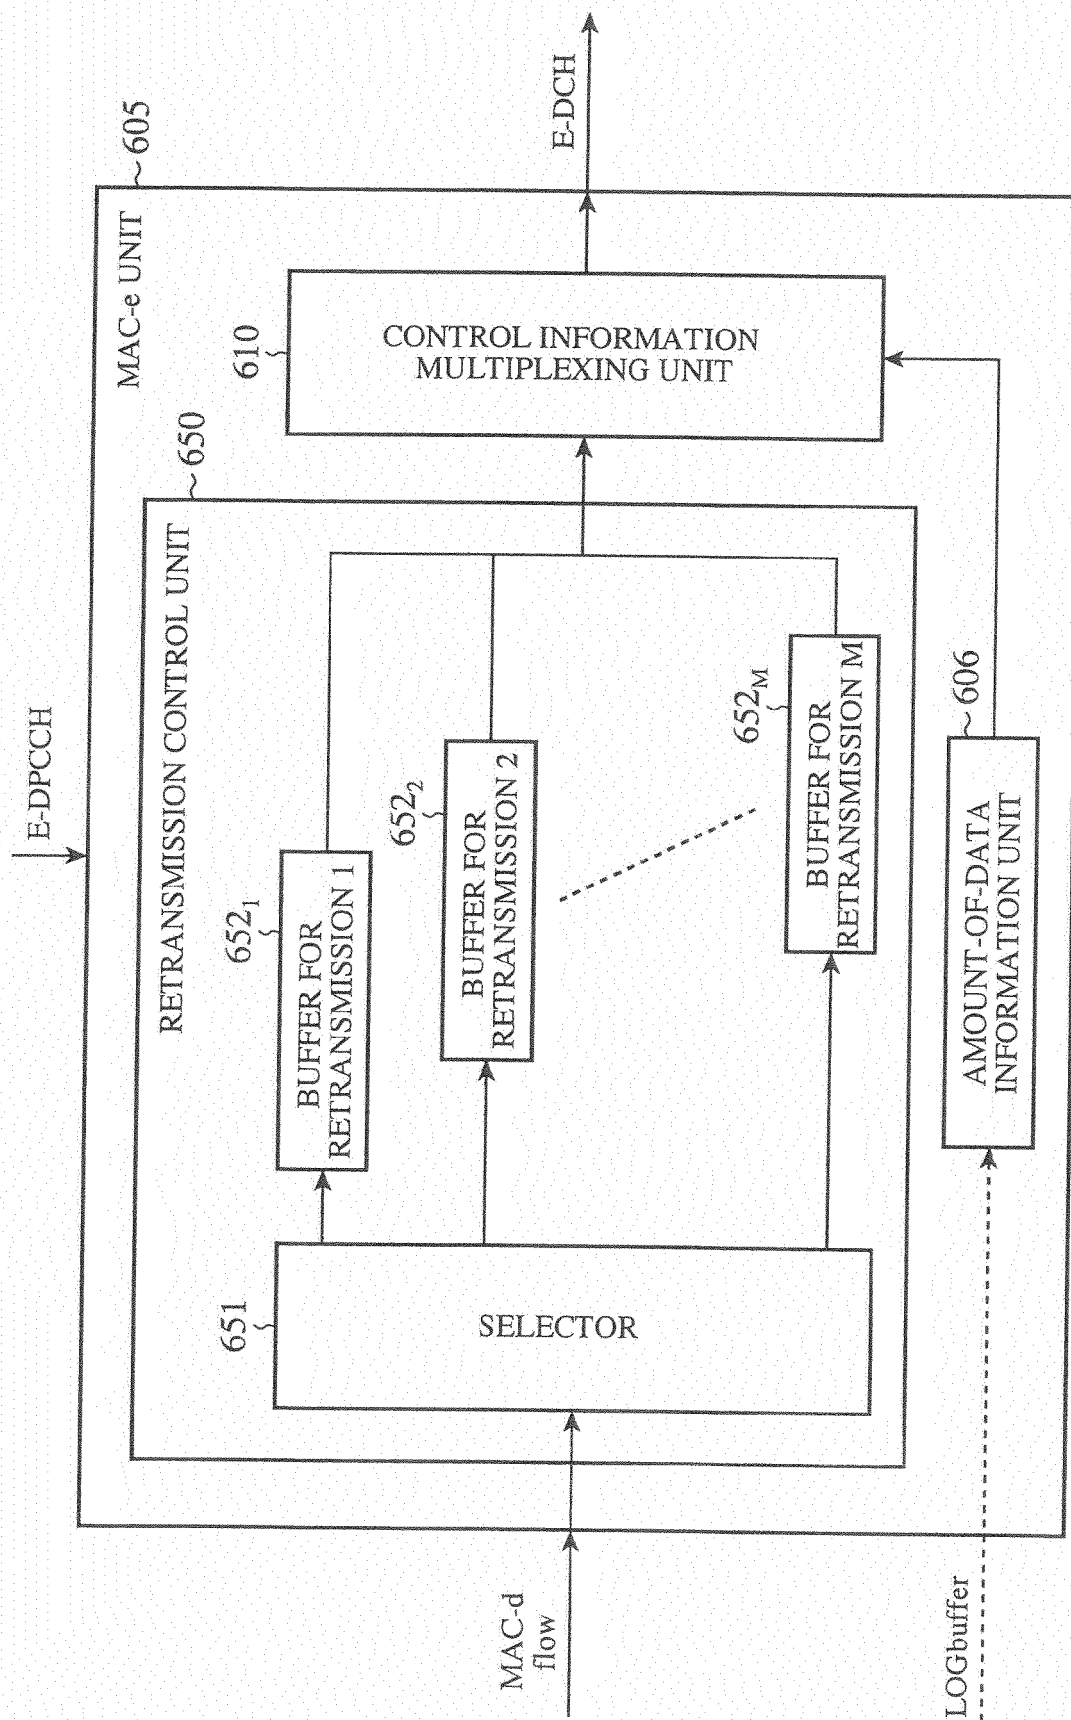 E-DPCCH
605
MAC-e UNIT
650
RETRANSMISSION CONTROL UNIT
MAC-d
flow
651
SELECTOR
652₁
BUFFER FOR
RETRANSMISSION 1
652₂
BUFFER FOR
RETRANSMISSION 2
652M
BUFFER FOR
RETRANSMISSION M
610
CONTROL INFORMATION
MULTIPLEXING UNIT
E-DCH
LOGbuffer
606
AMOUNT-OF-DATA
INFORMATION UNIT